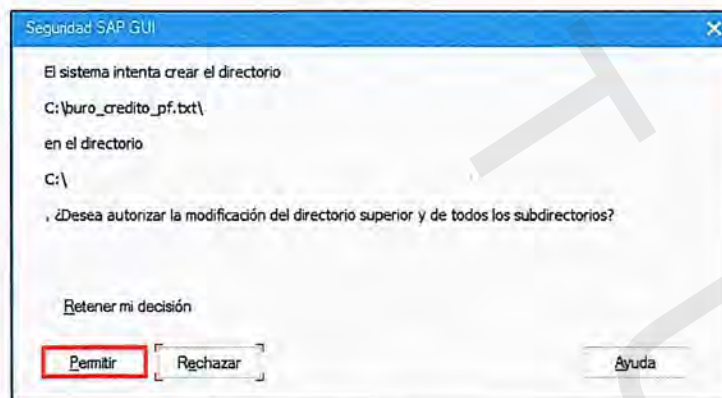 Seguridad SAP GUI
El sistema intenta crear el directorio
C:\buro_credito_pf.txt\
en el directorio
C:\
. ¿Desea autorizar la modificación del directorio superior y de todos los subdirectorios?
Retener mi decisión
Permitir Rechazar Ayuda